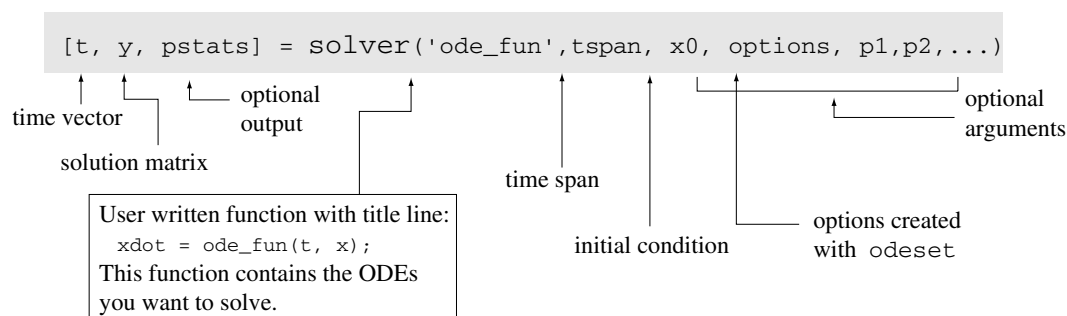 [t, y, pstats] = solver('ode_fun',tspan, x0, options, p1,p2,...)
time vector
optional
output
optional
arguments
solution matrix
time span
User written function with title line:
xdot = ode_fun(t, x);
This function contains the ODEs
you want to solve.
initial condition
options created
with odeset